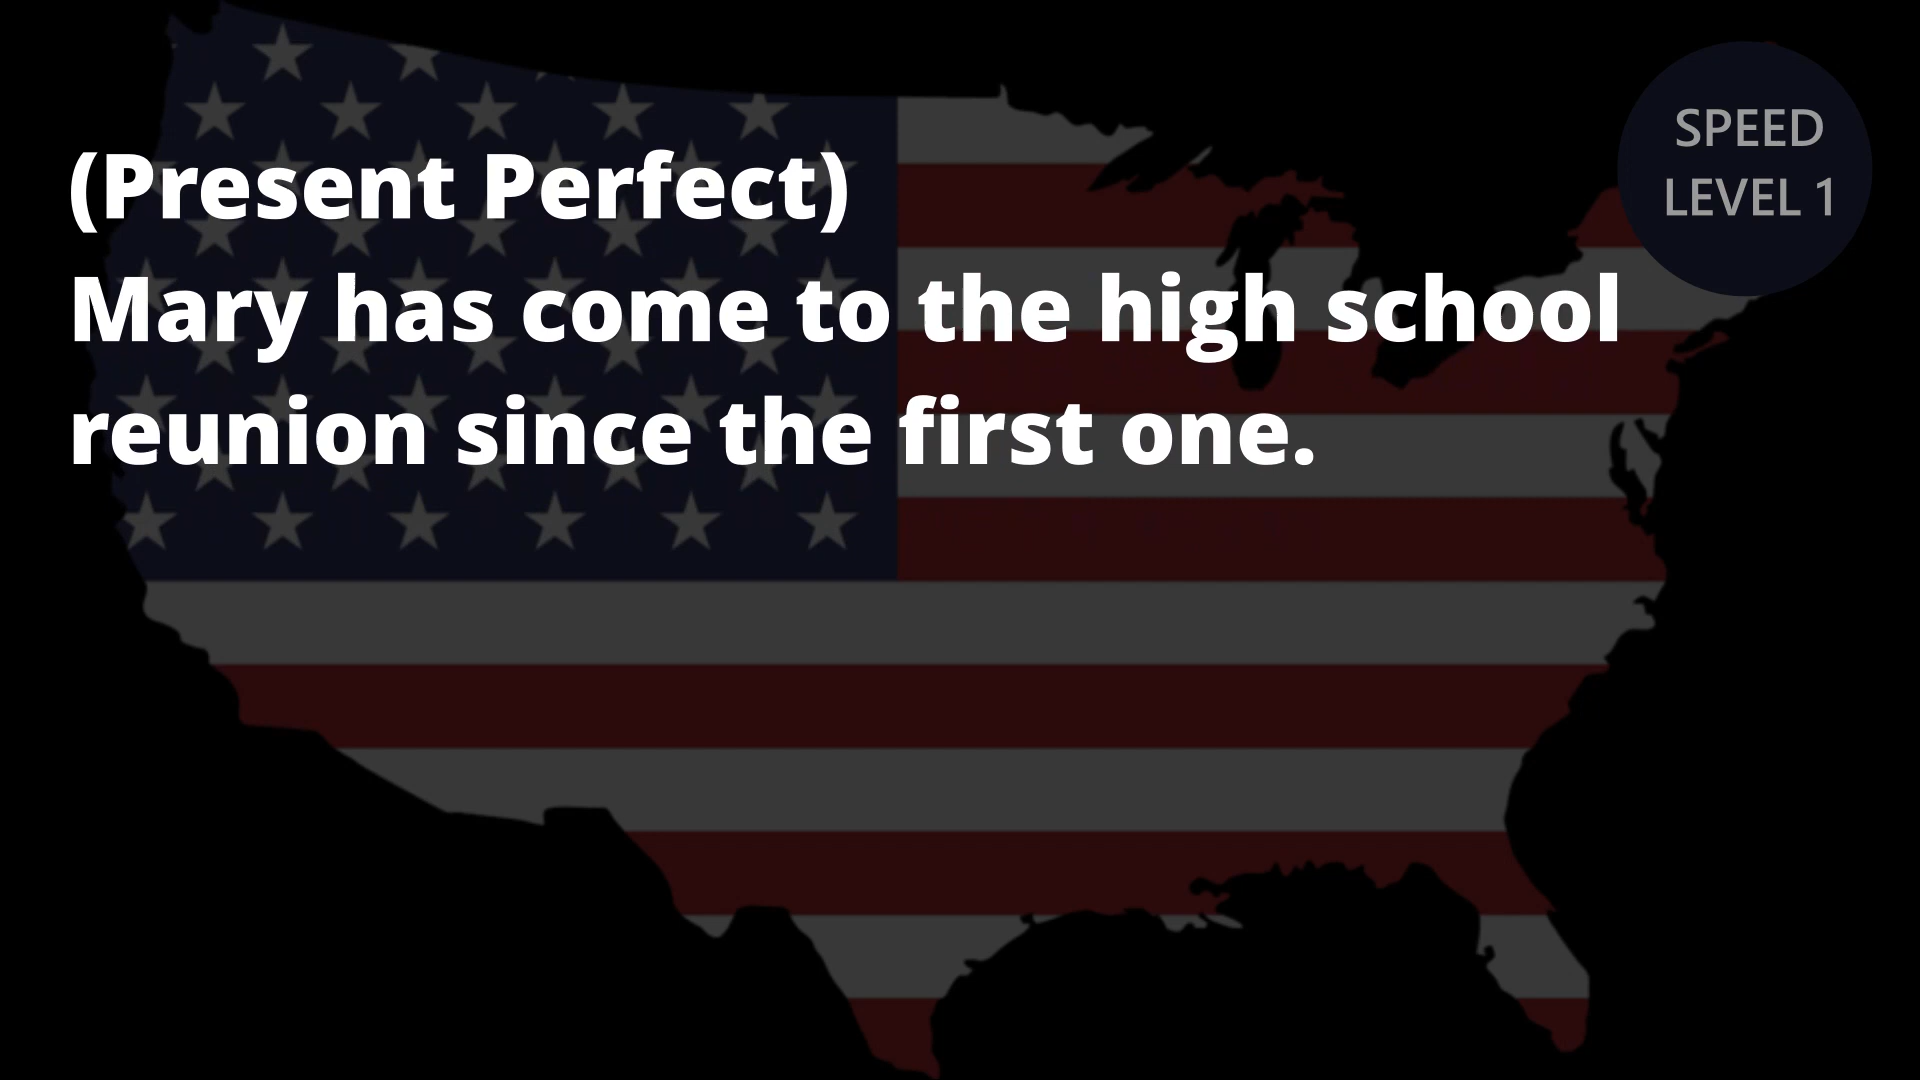 (Present Perfect)
Mary has come to the high school
reunion since the first one.
SPEED
LEVEL 1